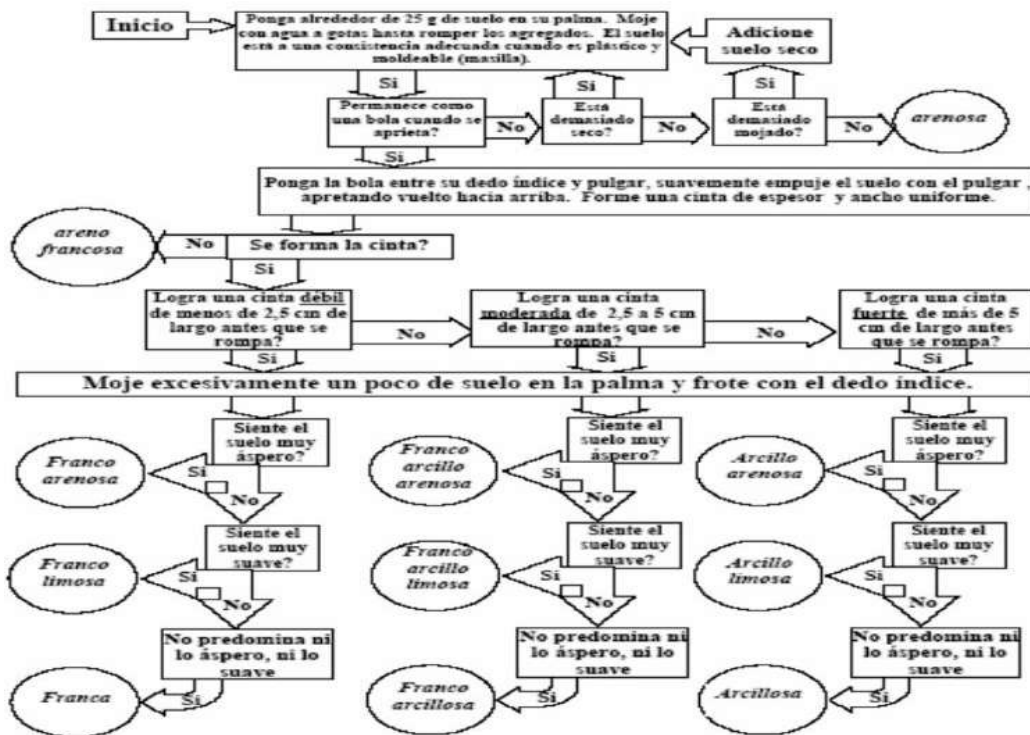 Inicio
Ponga alrededor de 25 g de suelo en su palma. Moje
con agua a gotas hasta romper los agregados. El suelo
está a una consistencia adecuada cuando es plástico y
moldeable (masilla).
Adicione
suelo seco
Si
Si
Si
Permanece como
una bola cuando se
aprieta?
No
Está
demasiado
seco?
No
Está
demasiado
mojado?
No
arenosa
Si
Ponga la bola entre su dedo índice y pulgar, suavemente empuje el suelo con el pulgar ,
apretando vuelto hacia arriba. Forme una cinta de espesor y ancho uniforme.
areno
francosa
No
Se forma la cinta?
Si
Logra una cinta débil
de menos de 2,5 cm de
largo antes que se
rompa?
No
Logra una cinta
moderada de 2,5 a 5 cm
de largo antes que se
rompa?
No
Logra una cinta
fuerte de más de 5
cm de largo antes
que se rompa?
Si
Si
Si
Moje excesivamente un poco de suelo en la palma y frote con el dedo índice.
Siente el
suelo muy
áspero?
Siente el
suelo muy
áspero?
Siente el
suelo muy
áspero?
Franco
arenosa
Si
No
Franco
arcillo
arenosa
Si
No
Arcillo
arenosa
Si
No
Siente el
suelo muy
suave?
Siente el
suelo muy
suave?
Siente el
suelo muy
suave?
Franco
limosa
Si
No
Franco
arcillo
limosa
Si
No
Arcillo
limosa
Si
No
No predomina ni
lo áspero, ni lo
suave
No predomina ni
lo áspero, ni lo
suave
No predomina ni
lo áspero, ni lo
suave
Franca
Si
Franco
arcillosa
Si
Arcillosa
Si